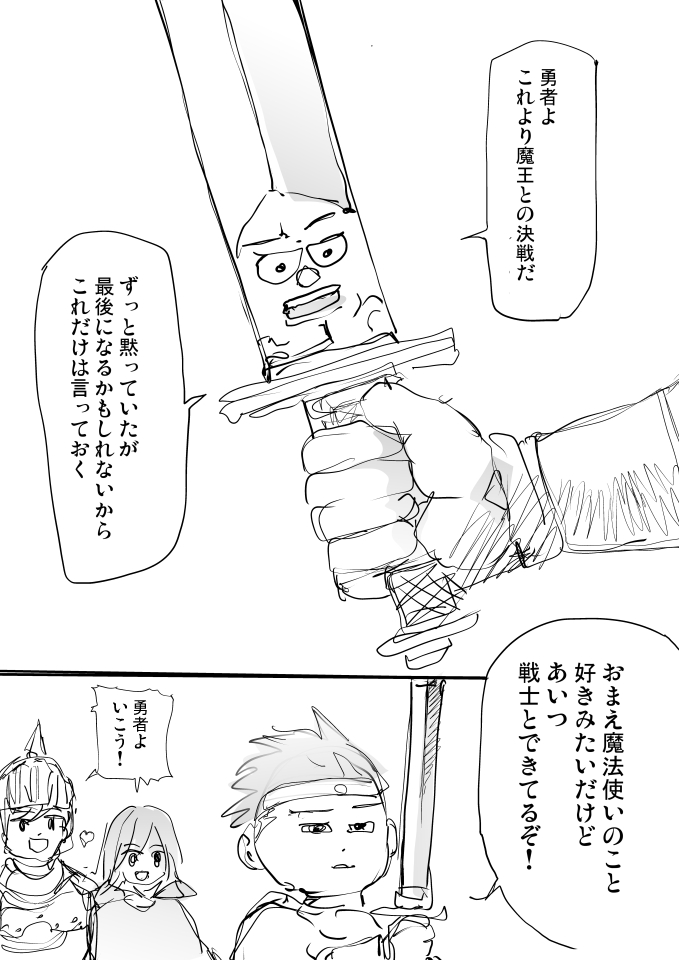 勇者よ
これより魔王との決戦だ
ずっと黙っていたが
最後になるかもしれないから
これだけは言っておく
おまえ魔法使いのこと
好きみたいだけど
あいつ
戦士とできてるぞ！
勇者よ
いこう！